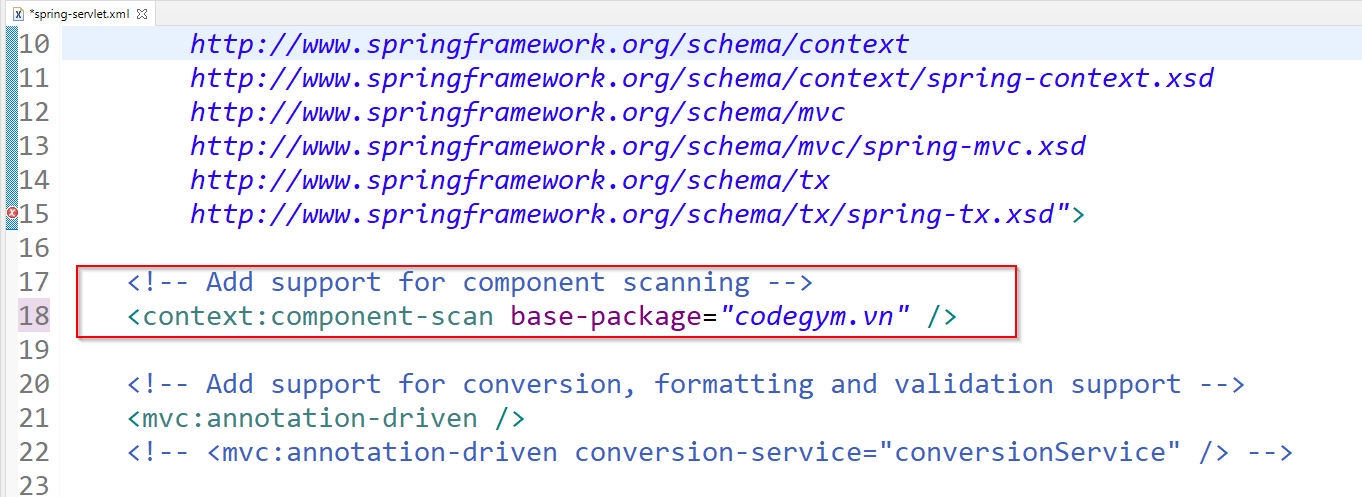 *spring-servlet.xml
10 http://www.springframework.org/schema/context
11 http://www.springframework.org/schema/context/spring-context.xsd
12 http://www.springframework.org/schema/mvc
13 http://www.springframework.org/schema/mvc/spring-mvc.xsd
14 http://www.springframework.org/schema/tx
15 http://www.springframework.org/schema/tx/spring-tx.xsd">
16
17 <!-- Add support for component scanning -->
18 <context:component-scan base-package="codegym.vn" />
19
20 <!-- Add support for conversion, formatting and validation support -->
21 <mvc:annotation-driven />
22 <!-- <mvc:annotation-driven conversion-service="conversionService" /> -->
23